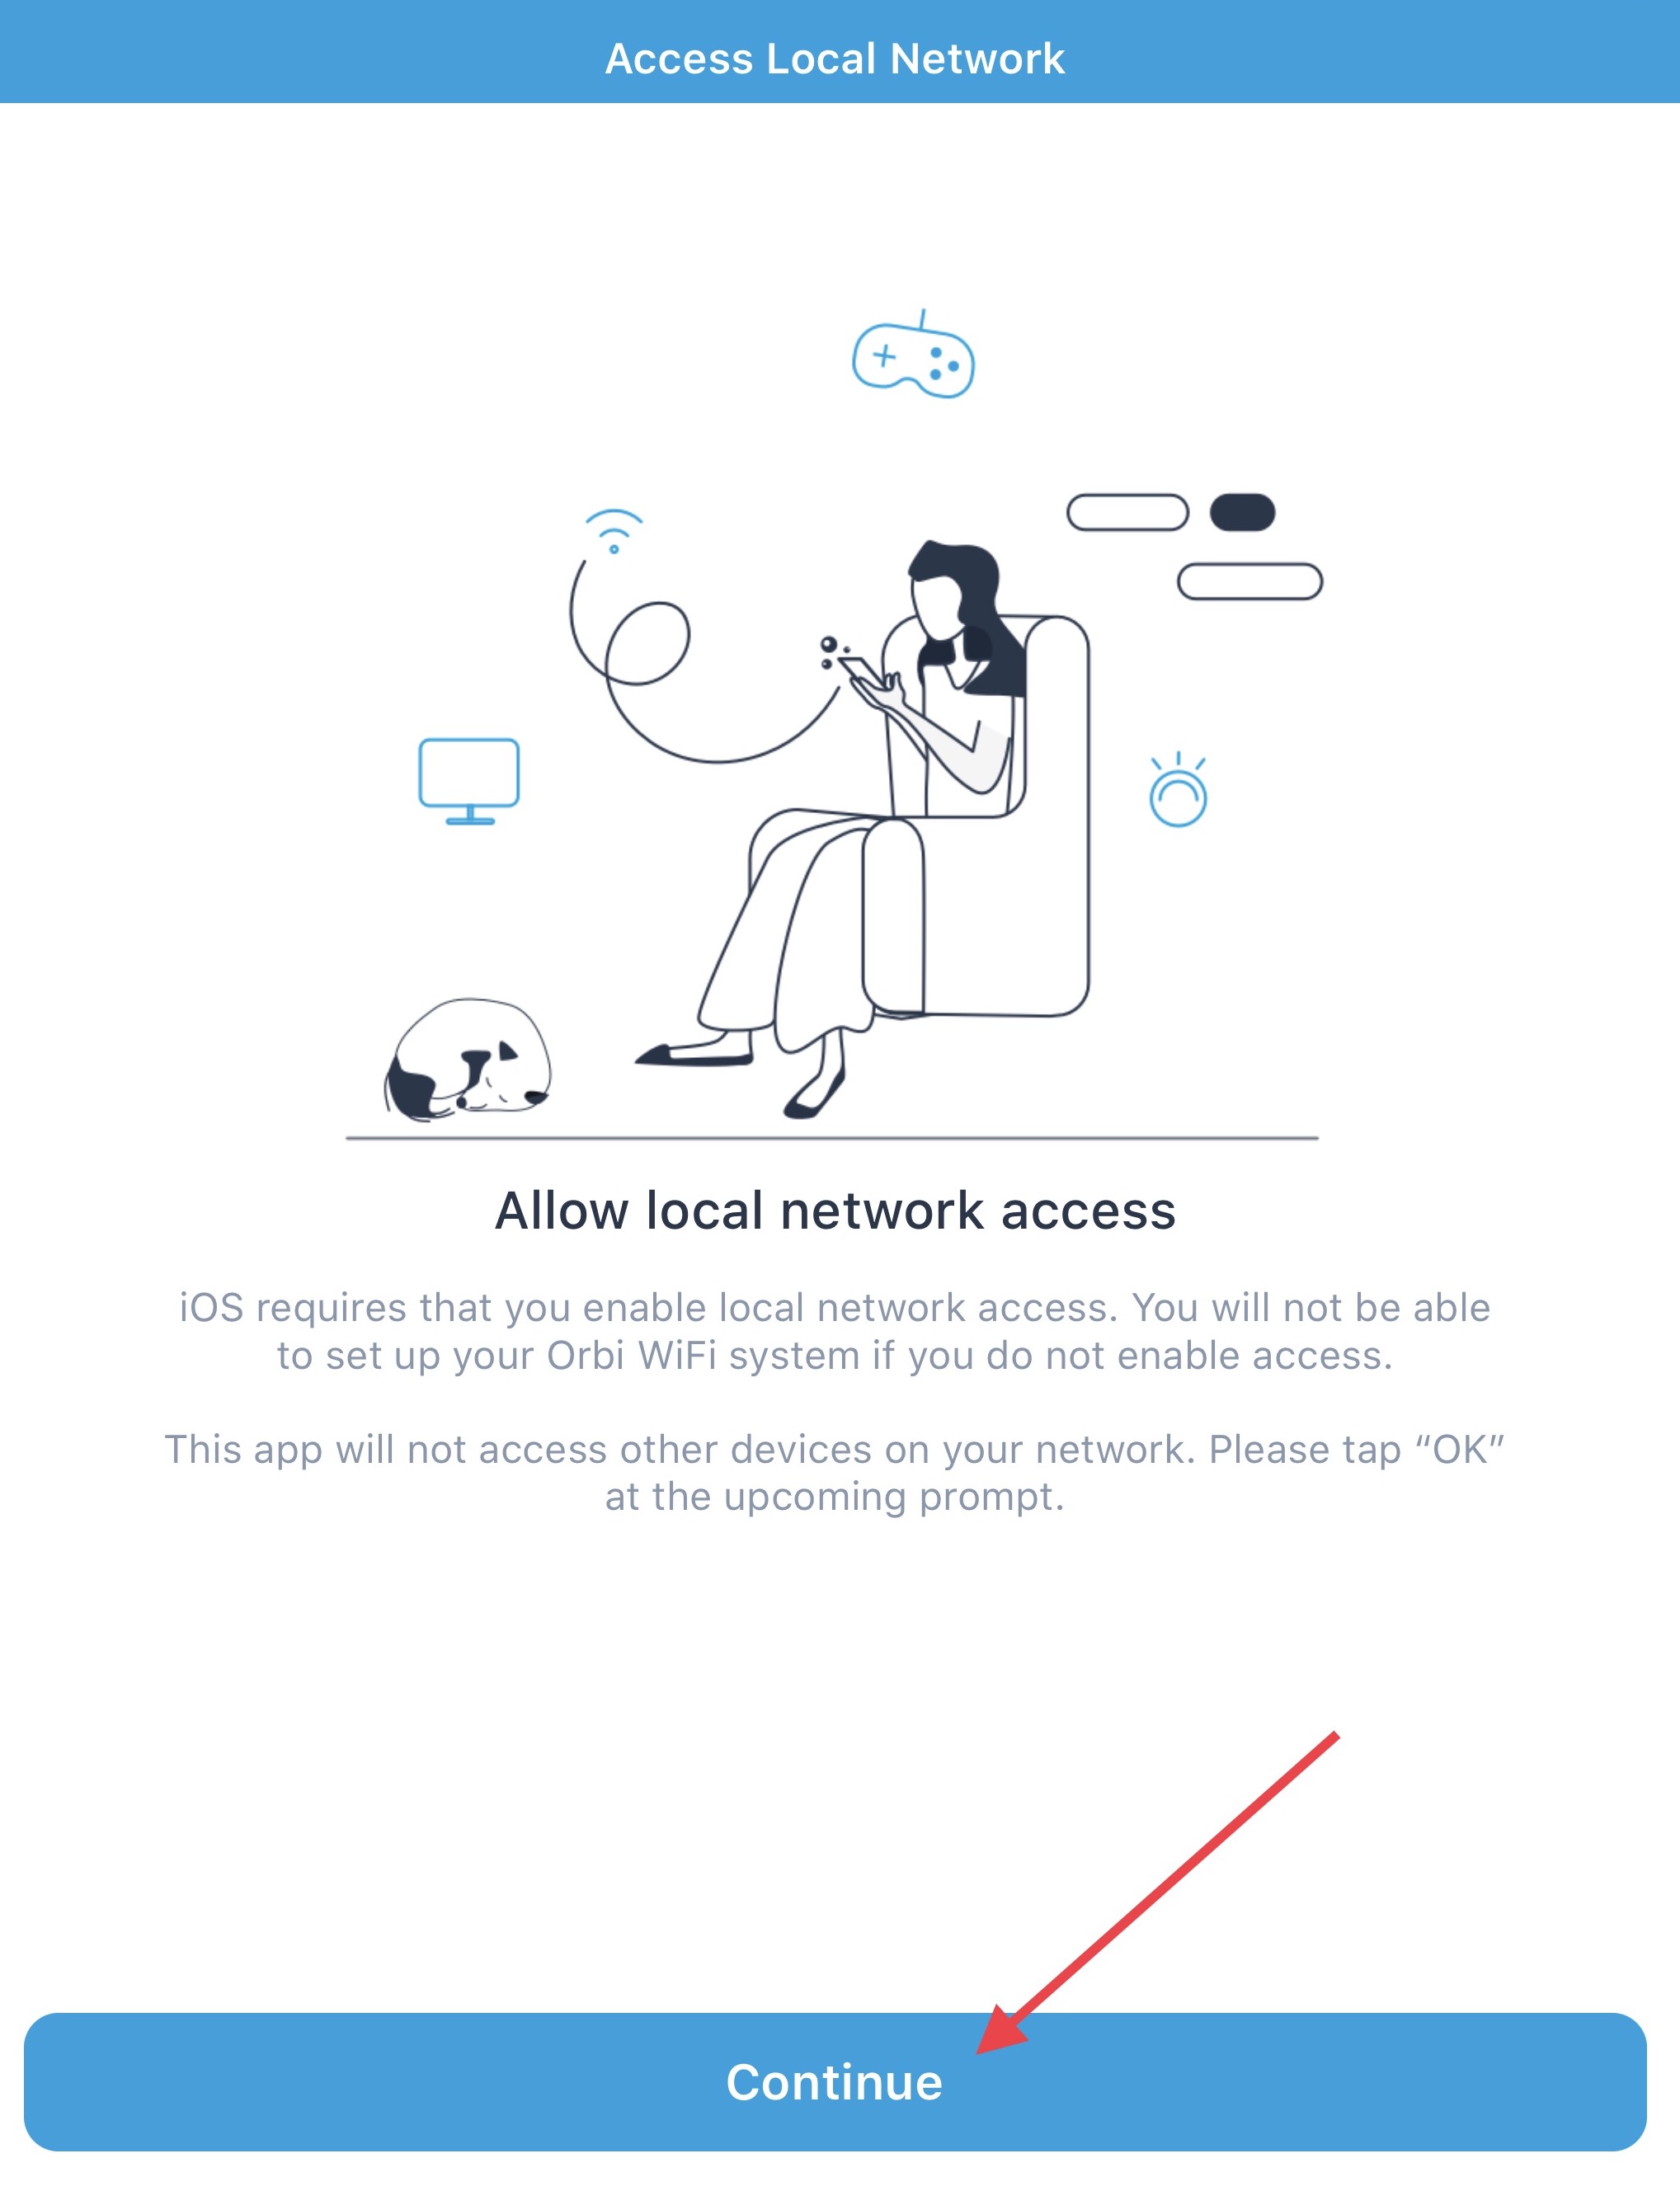 Access Local Network
Allow local network access
iOS requires that you enable local network access. You will not be able
to set up your Orbi WiFi system if you do not enable access.
This app will not access other devices on your network. Please tap “OK”
at the upcoming prompt.
Continue